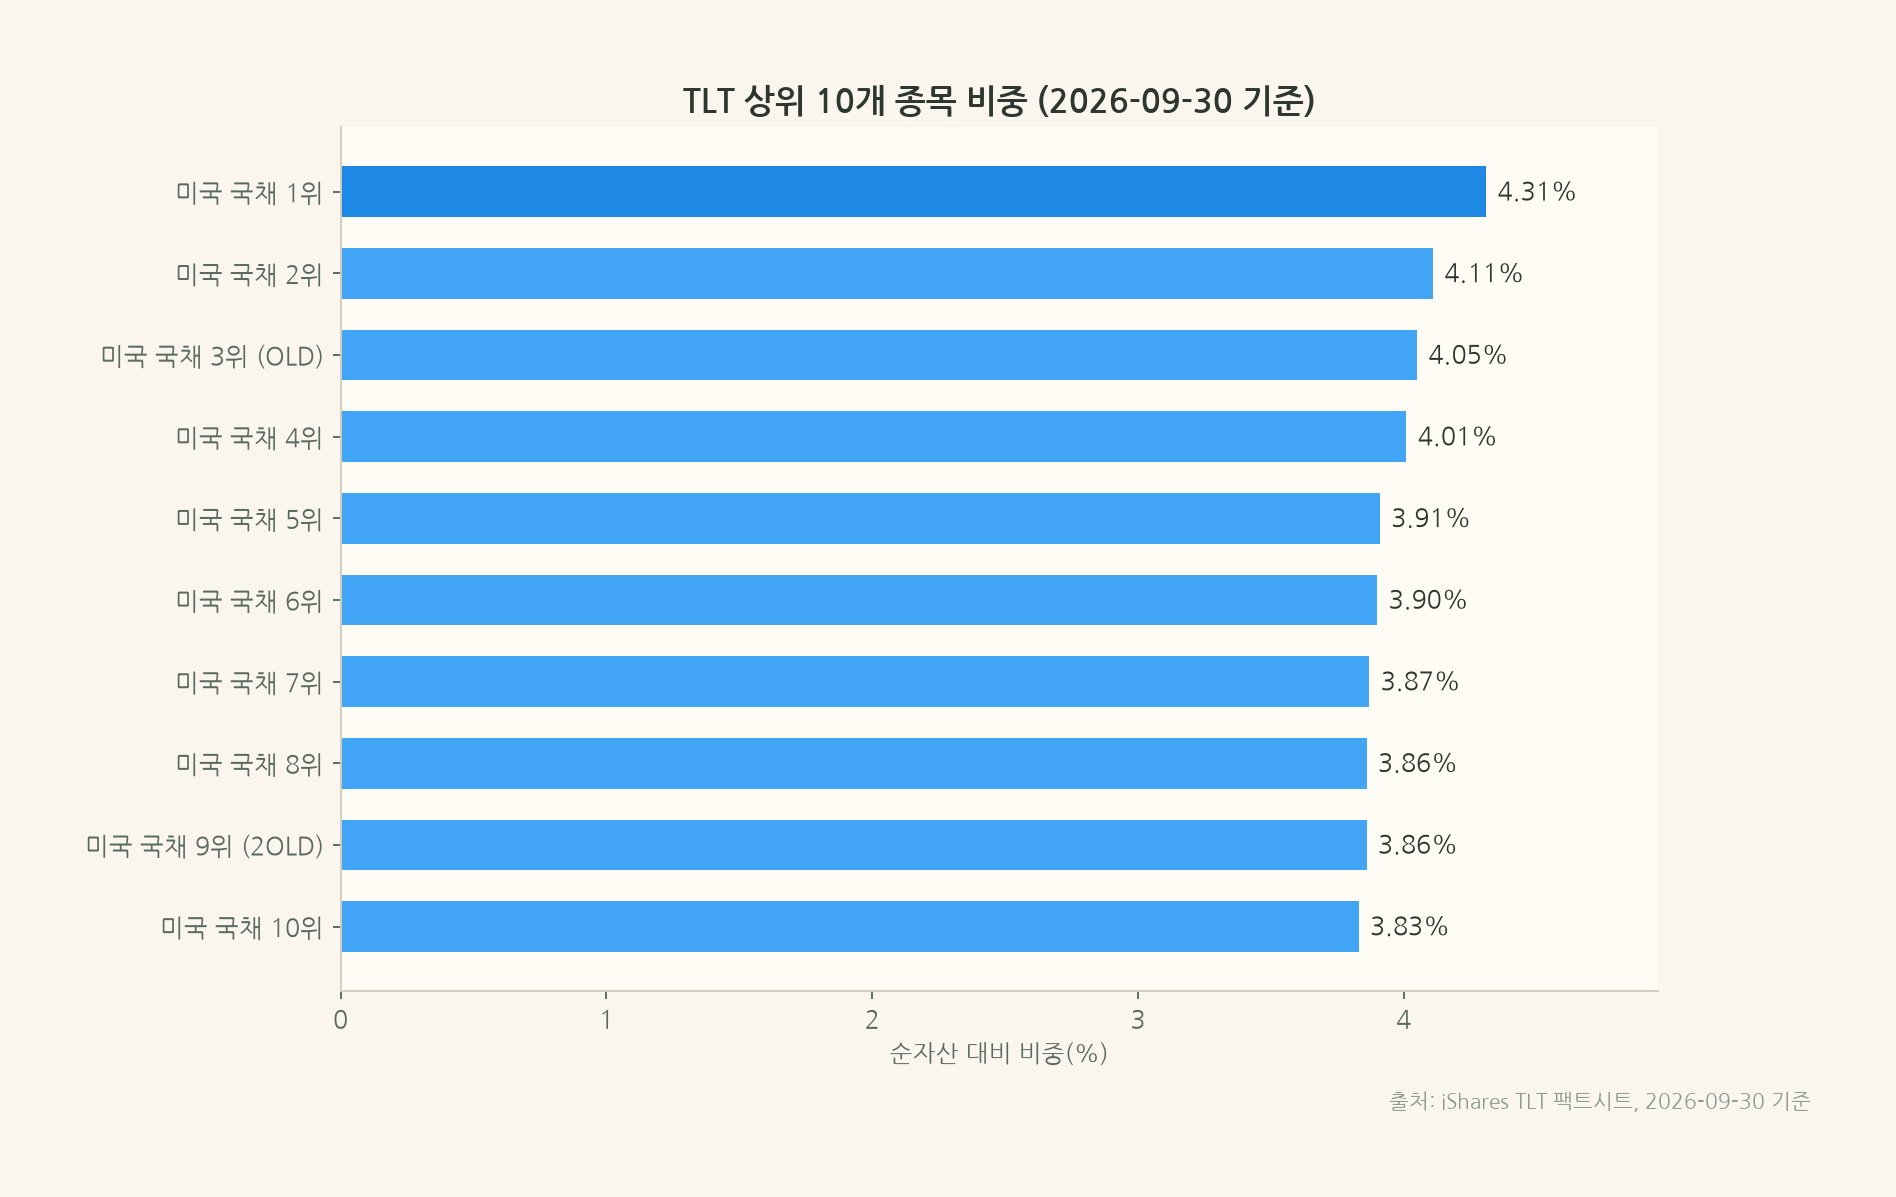 TLT 상위 10개 종목 비중 (2026-09-30 기준)
미국 국채 1위
4.31%
미국 국채 2위
4.11%
미국 국채 3위 (OLD)
4.05%
미국 국채 4위
4.01%
미국 국채 5위
3.91%
미국 국채 6위
3.90%
미국 국채 7위
3.87%
미국 국채 8위
3.86%
미국 국채 9위 (2OLD)
3.86%
미국 국채 10위
3.83%
0 1 2 3 4
순자산 대비 비중(%)
출처: iShares TLT 팩트시트, 2026-09-30 기준